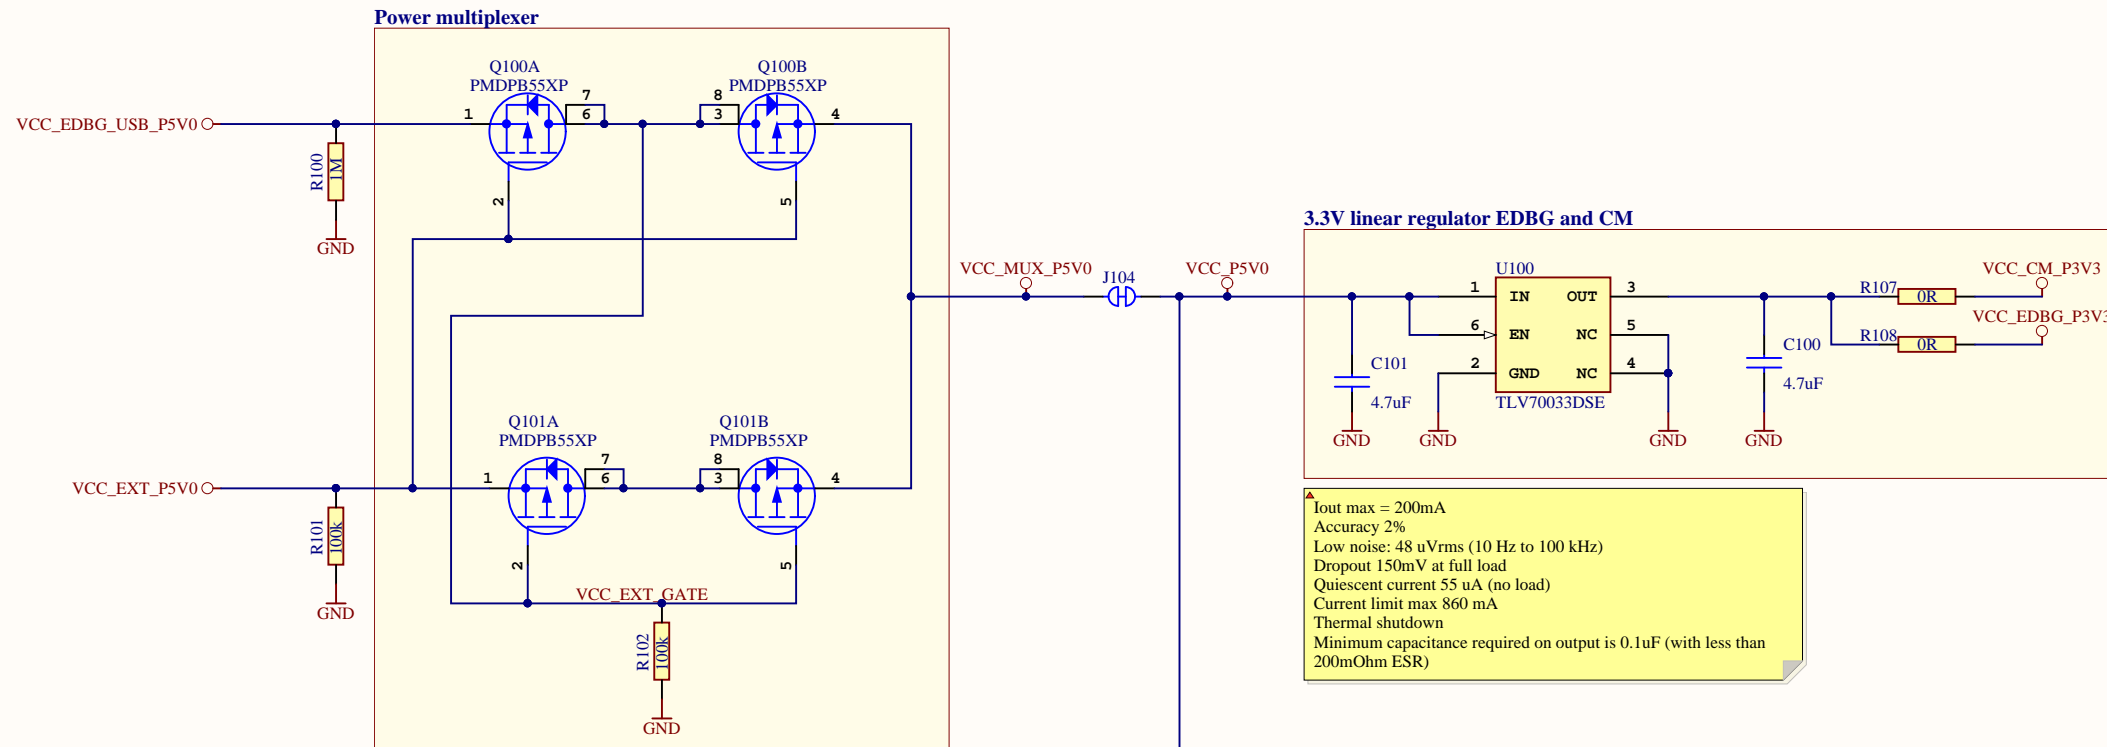 Power multiplexer
Q100A
PMDPB55XP
Q100B
PMDPB55XP
VCC_EDBG_USB_P5V0
1
7
6
8
3
4
2
5
R100
1M
GND
VCC_MUX_P5V0
J104
VCC_P5V0
Q101A
PMDPB55XP
Q101B
PMDPB55XP
VCC_EXT_P5V0
1
7
6
8
3
4
2
5
R101
100k
GND
VCC_EXT_GATE
R102
100k
GND
3.3V linear regulator EDBG and CM
U100
1
IN
OUT
3
6
EN
NC
5
2
GND
NC
4
TLV70033DSE
C101
4.7uF
GND
GND
GND
C100
4.7uF
GND
R107
0R
VCC_CM_P3V3
R108
0R
VCC_EDBG_P3V3
Iout max = 200mA
Accuracy 2%
Low noise: 48 uVrms (10 Hz to 100 kHz)
Dropout 150mV at full load
Quiescent current 55 uA (no load)
Current limit max 860 mA
Thermal shutdown
Minimum capacitance required on output is 0.1uF (with less than
200mOhm ESR)